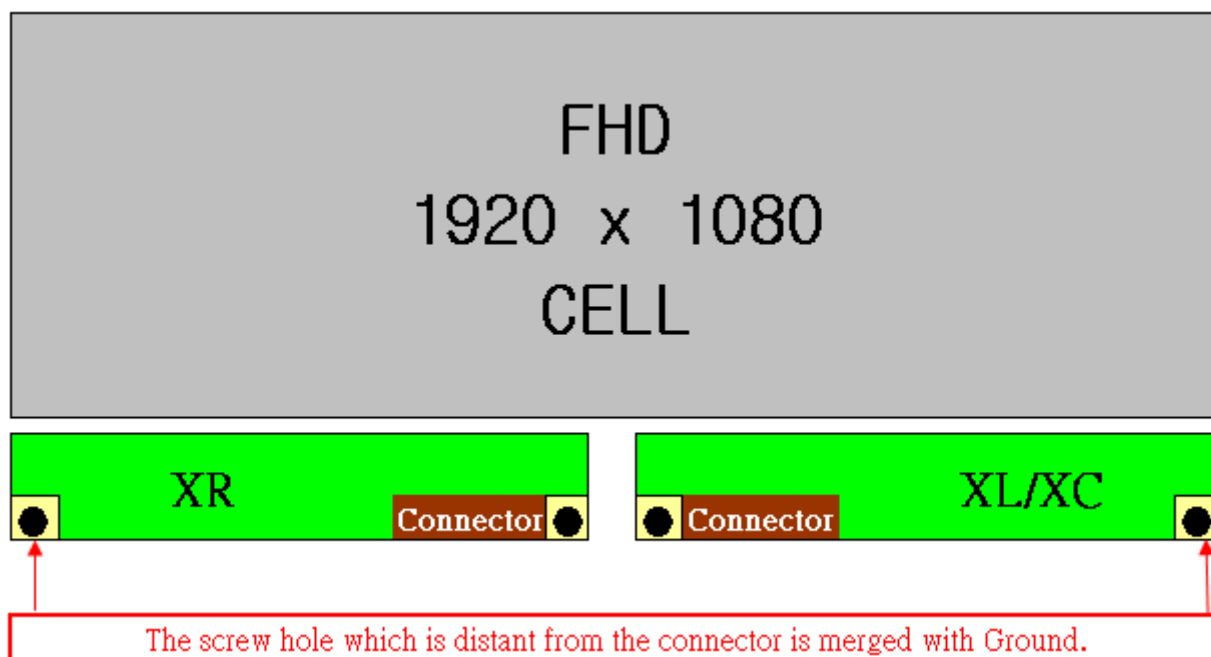 FHD
1920 x 1080
CELL
XR
XL/XC
Connector
Connector
The screw hole which is distant from the connector is merged with Ground.